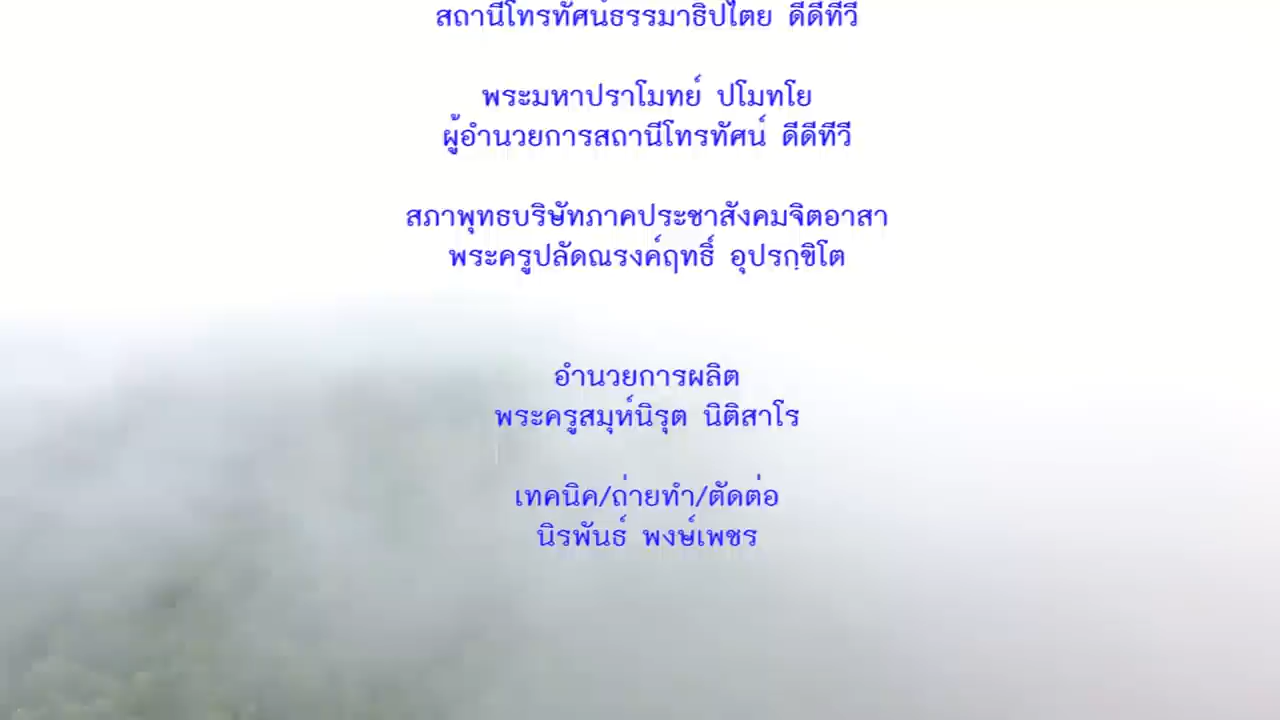 สถานีโทรทัศน์ธรรมาธิปไตย ดีดีทีวี
พระมหาปราโมทย์ ปโมทโย
ผู้อำนวยการสถานีโทรทัศน์ ดีดีทีวี
สภาพุทธบริษัทภาคประชาสังคมจิตอาสา
พระครูปลัดณรงค์ฤทธิ์ อุปรกฺขิโต
อำนวยการผลิต
พระครูสมุห์นิรุต นิติสาโร
เทคนิค/ถ่ายทำ/ตัดต่อ
นิรพันธ์ พงษ์เพชร